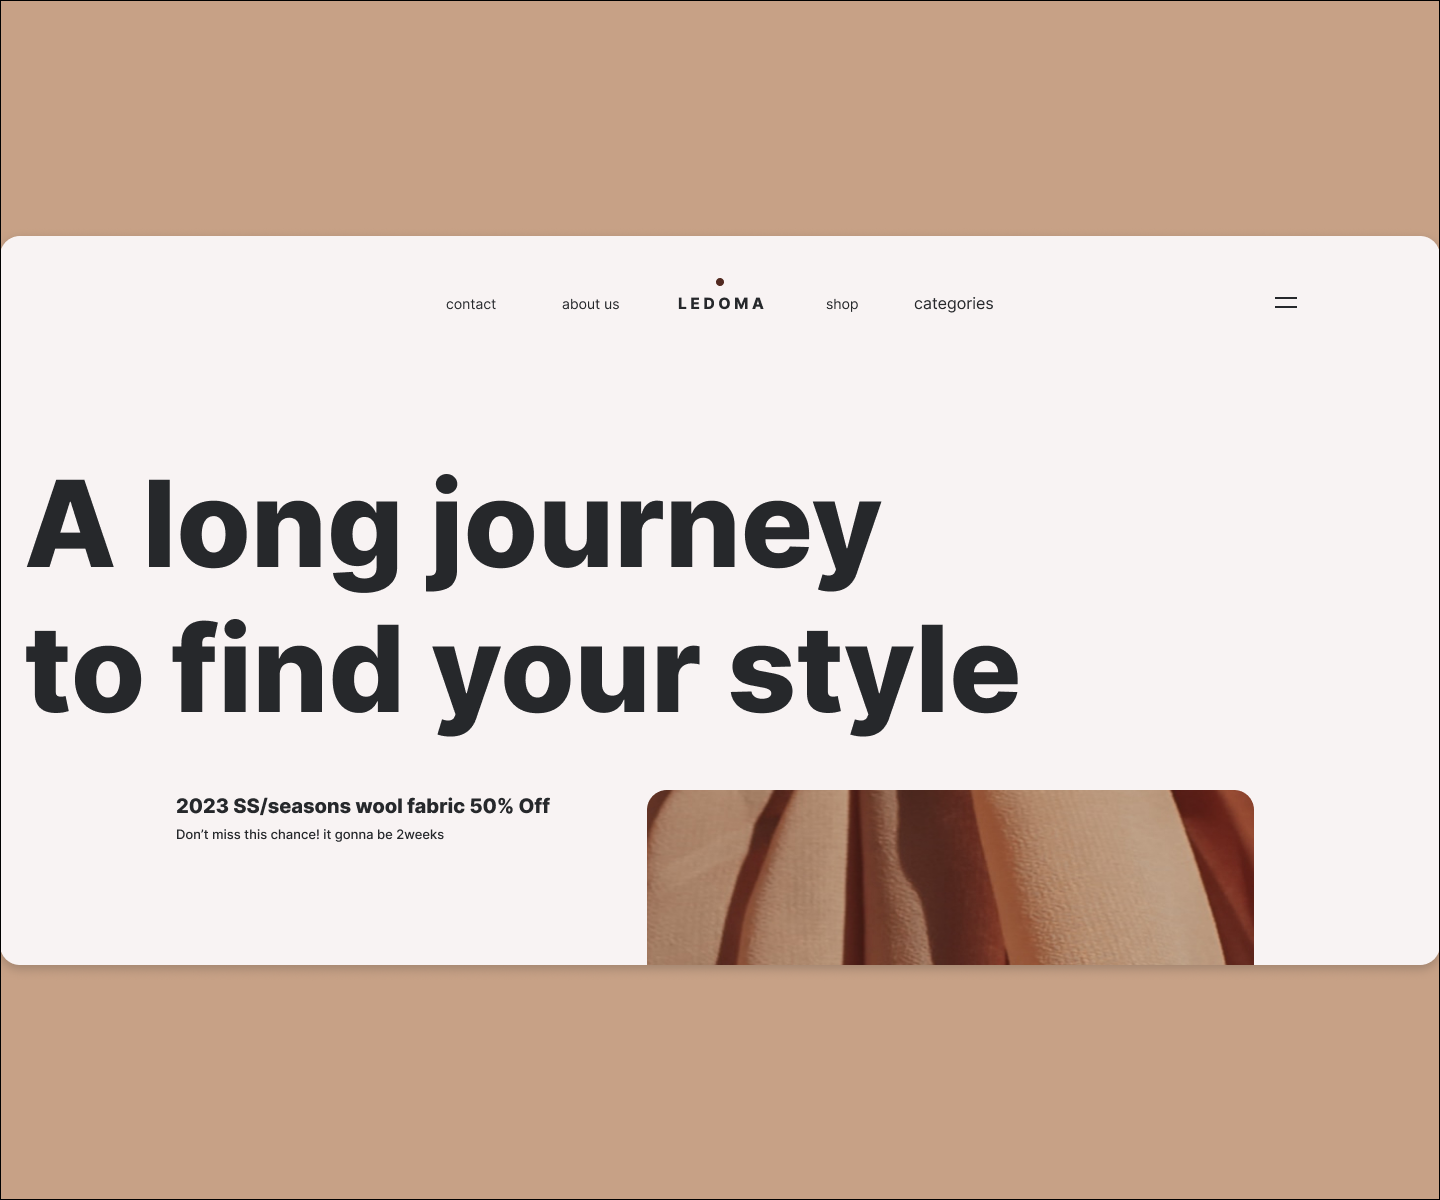 contact about us LEDOMA shop categories
A long journey
to find your style
2023 SS/seasons wool fabric 50% Off
Don’t miss this chance! it gonna be 2weeks